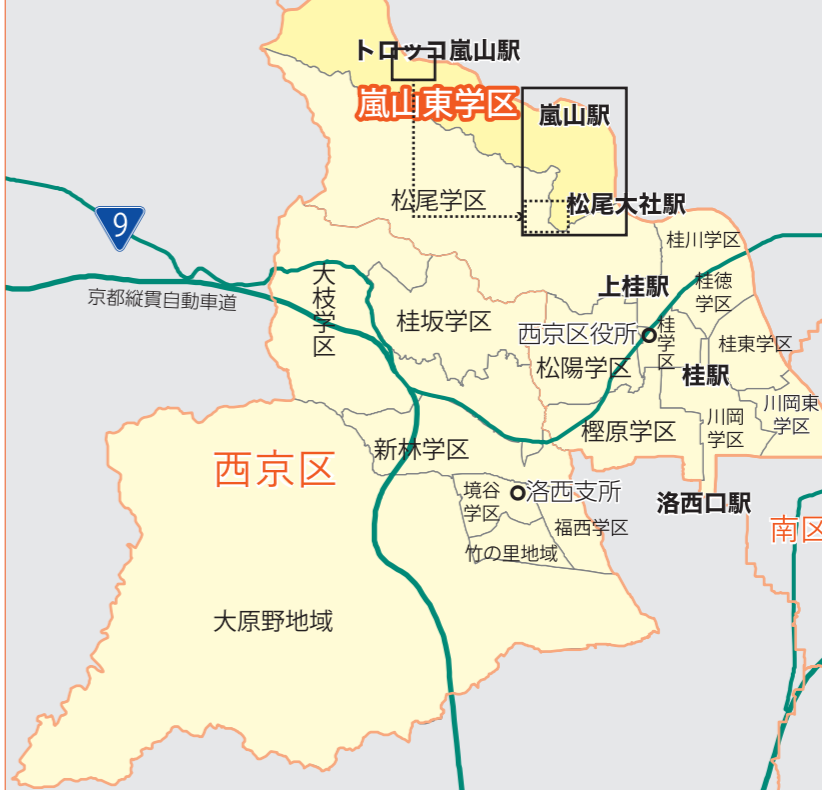 トロッコ嵐山駅
嵐山東学区
嵐山駅
松尾学区
松尾大社駅
9
桂川学区
京都縦貫自動車道
大枝学区
上桂駅
桂徳
学区
桂坂学区
西京区役所
桂学区
桂東学区
松陽学区
桂駅
川岡東
学区
川岡
学区
樫原学区
新林学区
西京区
境谷
学区
洛西支所
洛西口駅
福西学区
南区
竹の里地域
大原野地域